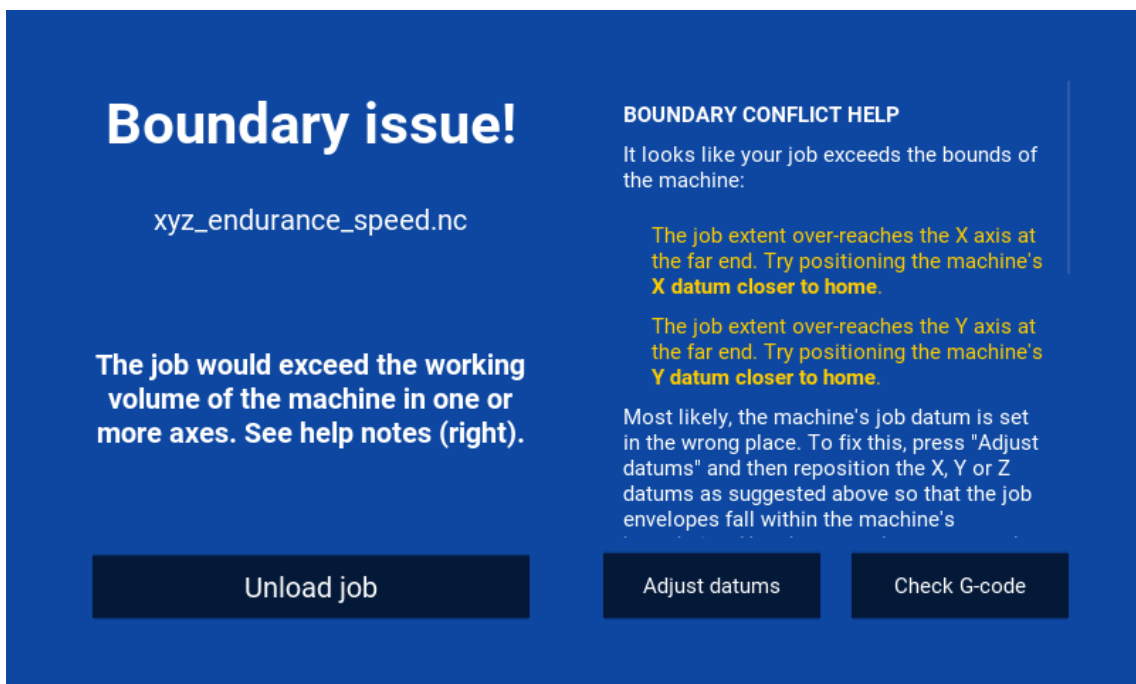 Boundary issue!
xyz_endurance_speed.nc
The job would exceed the working
volume of the machine in one or
more axes. See help notes (right).
Unload job
BOUNDARY CONFLICT HELP
It looks like your job exceeds the bounds of
the machine:
The job extent over-reaches the X axis at
the far end. Try positioning the machine's
X datum closer to home.
The job extent over-reaches the Y axis at
the far end. Try positioning the machine's
Y datum closer to home.
Most likely, the machine's job datum is set
in the wrong place. To fix this, press "Adjust
datums" and then reposition the X, Y or Z
datums as suggested above so that the job
envelopes fall within the machine's
Adjust datums
Check G-code